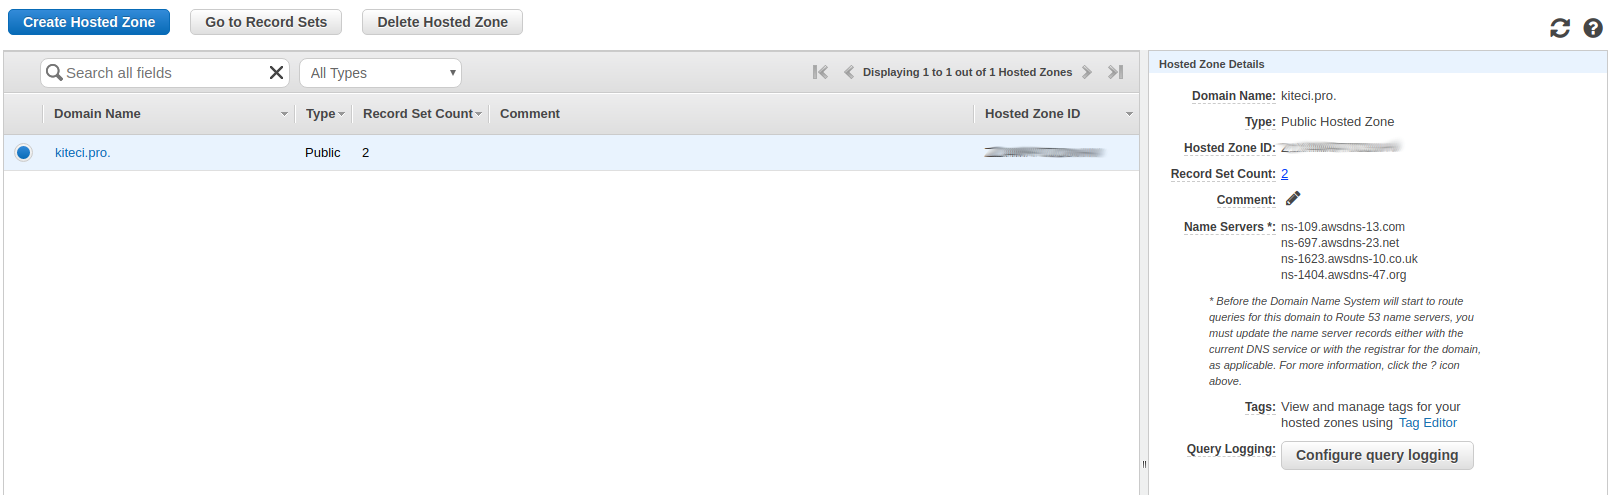 Create Hosted Zone Go to Record Sets Delete Hosted Zone
Search all fields All Types Displaying 1 to 1 out of 1 Hosted Zones
Domain Name Type Record Set Count Comment Hosted Zone ID
kiteci.pro. Public 2
Hosted Zone Details
Domain Name: kiteci.pro.
Type: Public Hosted Zone
Hosted Zone ID:
Record Set Count: 2
Comment:
Name Servers *: ns-109.awsdns-13.com
ns-697.awsdns-23.net
ns-1623.awsdns-10.co.uk
ns-1404.awsdns-47.org
* Before the Domain Name System will start to route
queries for this domain to Route 53 name servers, you
must update the name server records either with the
current DNS service or with the registrar for the domain,
as applicable. For more information, click the ? icon
above.
Tags: View and manage tags for your
hosted zones using Tag Editor
Query Logging: Configure query logging